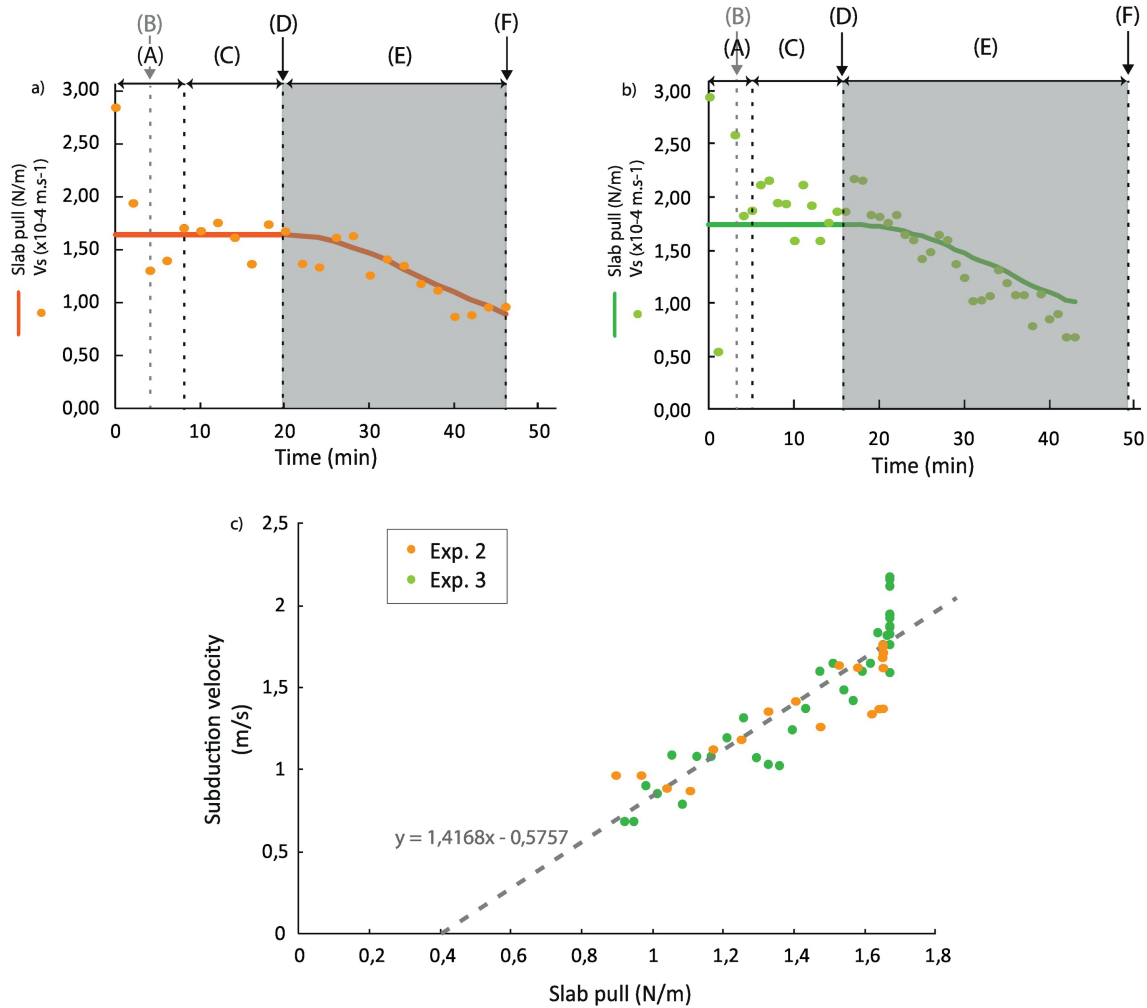 (B)
(D)
(F)
(A)
(C)
(E)
a)
3,00
2,50
2,00
1,50
1,00
0,50
0,00
Slab pull (N/m)
Vs (x10-4 m.s-1)
0
10
20
30
40
50
Time (min)
(B)
(D)
(F)
(A)
(C)
(E)
b)
3,00
2,50
2,00
1,50
1,00
0,50
0,00
Slab pull (N/m)
Vs (x10-4 m.s-1)
0
10
20
30
40
50
Time (min)
c)
2,5
2
1,5
1
0,5
0
Exp. 2
Exp. 3
Subduction velocity
(m/s)
y = 1,4168x - 0,5757
0
0,2
0,4
0,6
0,8
1
1,2
1,4
1,6
1,8
Slab pull (N/m)